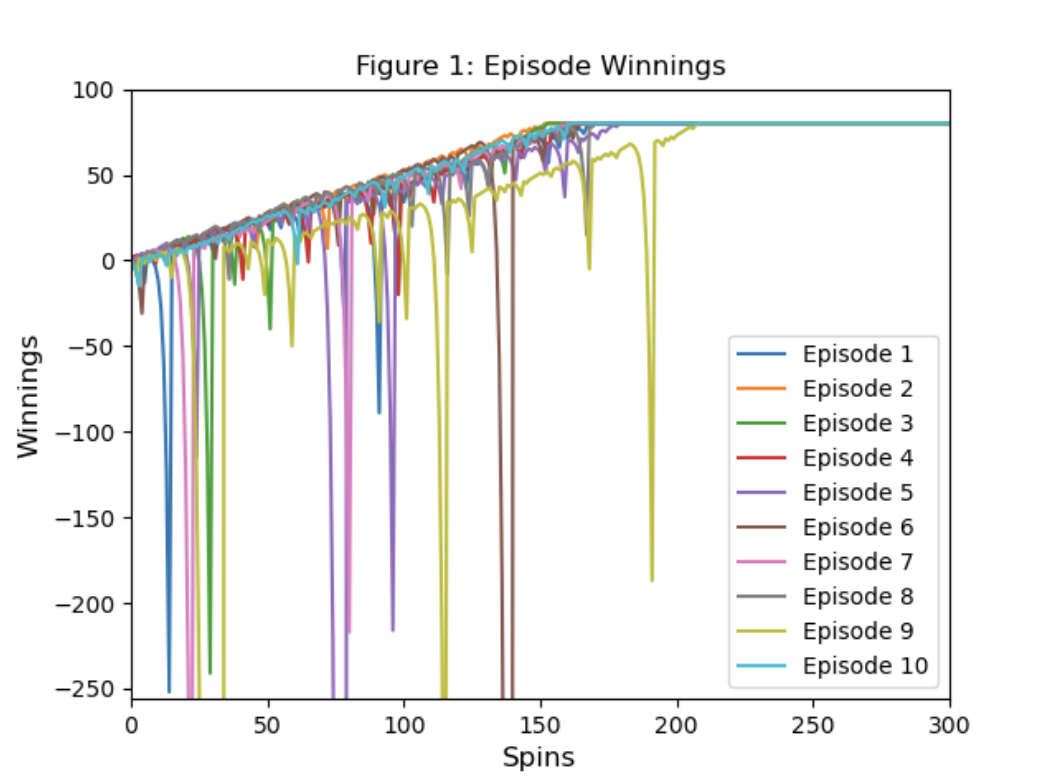 Figure 1: Episode Winnings
100
50
0
−50
−100
−150
−200
−250
Winnings
0 50 100 150 200 250 300
Spins
Episode 1
Episode 2
Episode 3
Episode 4
Episode 5
Episode 6
Episode 7
Episode 8
Episode 9
Episode 10